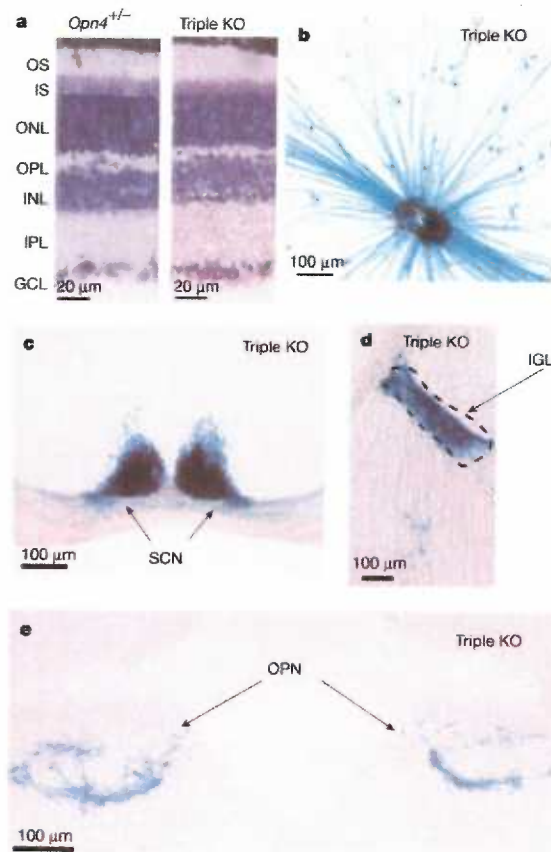 a
Opn4+/–
Triple KO
OS
IS
ONL
OPL
INL
IPL
GCL
20 µm
20 µm
b
Triple KO
100 µm
c
Triple KO
SCN
100 µm
d
Triple KO
IGL
100 µm
e
Triple KO
OPN
100 µm